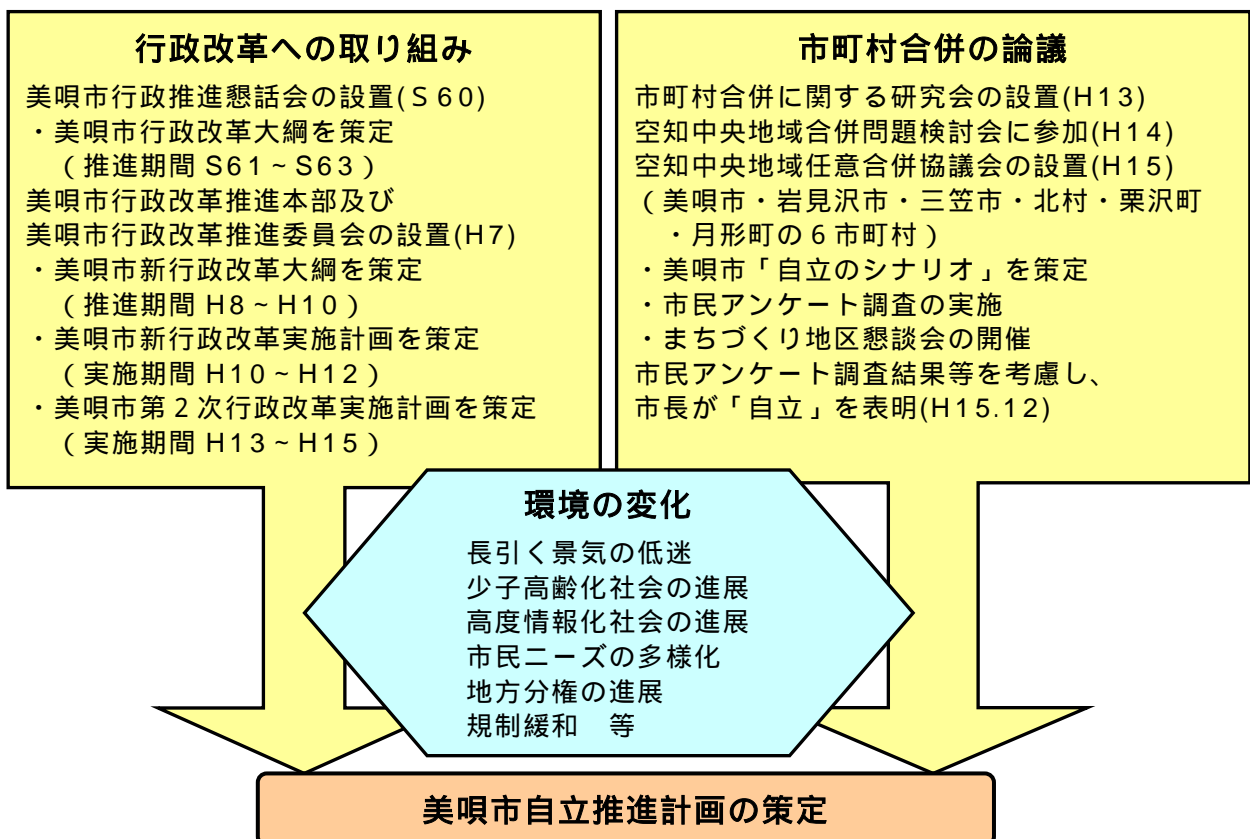 行政改革への取り組み
美唄市行政推進懇話会の設置(S60)
・美唄市行政改革大綱を策定
(推進期間 S61~S63)
美唄市行政改革推進本部及び
美唄市行政改革推進委員会の設置(H7)
・美唄市新行政改革大綱を策定
(推進期間 H8~H10)
・美唄市新行政改革実施計画を策定
(実施期間 H10~H12)
・美唄市第2次行政改革実施計画を策定
(実施期間 H13~H15)
市町村合併の論議
市町村合併に関する研究会の設置(H13)
空知中央地域合併問題検討会に参加(H14)
空知中央地域任意合併協議会の設置(H15)
(美唄市・岩見沢市・三笠市・北村・栗沢町
・月形町の6市町村)
・美唄市「自立のシナリオ」を策定
・市民アンケート調査の実施
・まちづくり地区懇談会の開催
市民アンケート調査結果等を考慮し、
市長が「自立」を表明(H15.12)
環境の変化
長引く景気の低迷
少子高齢化社会の進展
高度情報化社会の進展
市民ニーズの多様化
地方分権の進展
規制緩和 等
美唄市自立推進計画の策定